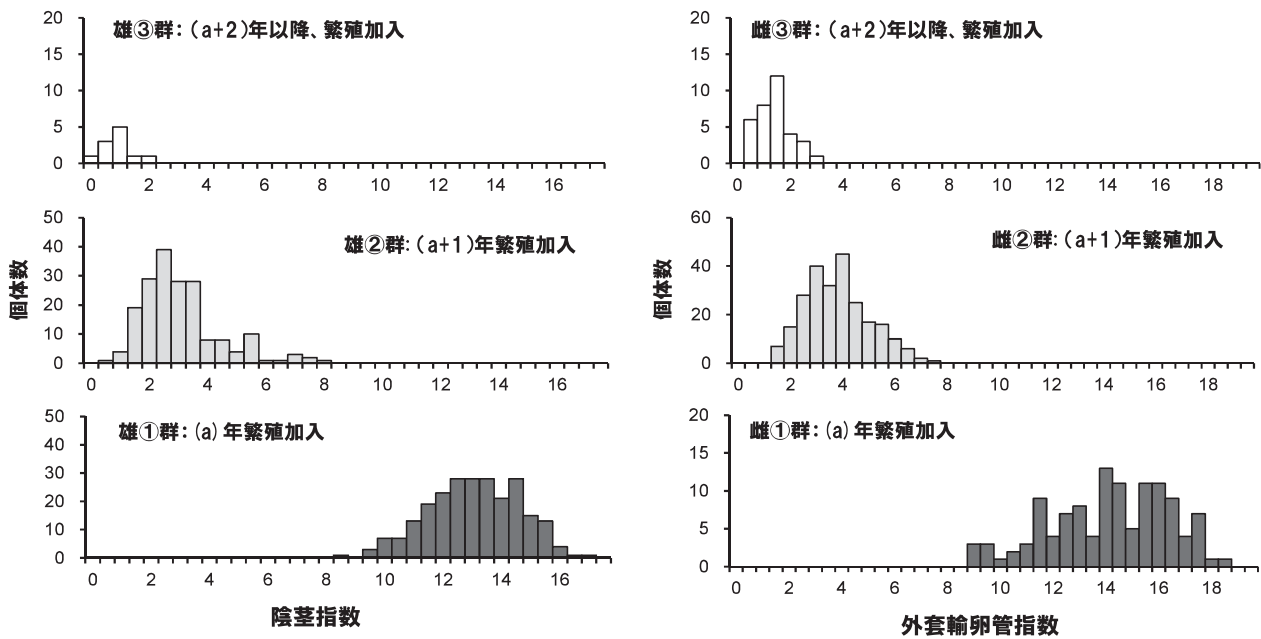 雄③群：（a+2）年以降、繁殖加入
20
15
10
5
0
0 2 4 6 8 10 12 14 16
雌③群：（a+2）年以降、繁殖加入
20
15
10
5
0
0 2 4 6 8 10 12 14 16 18
個体数
雄②群：（a+1）年繁殖加入
50
40
30
20
10
0
0 2 4 6 8 10 12 14 16
個体数
雌②群：（a+1）年繁殖加入
60
40
20
0
0 2 4 6 8 10 12 14 16 18
雄①群：（a）年繁殖加入
50
40
30
20
10
0
0 2 4 6 8 10 12 14 16
陰茎指数
雌①群：（a）年繁殖加入
20
15
10
5
0
0 2 4 6 8 10 12 14 16 18
外套輸卵管指数